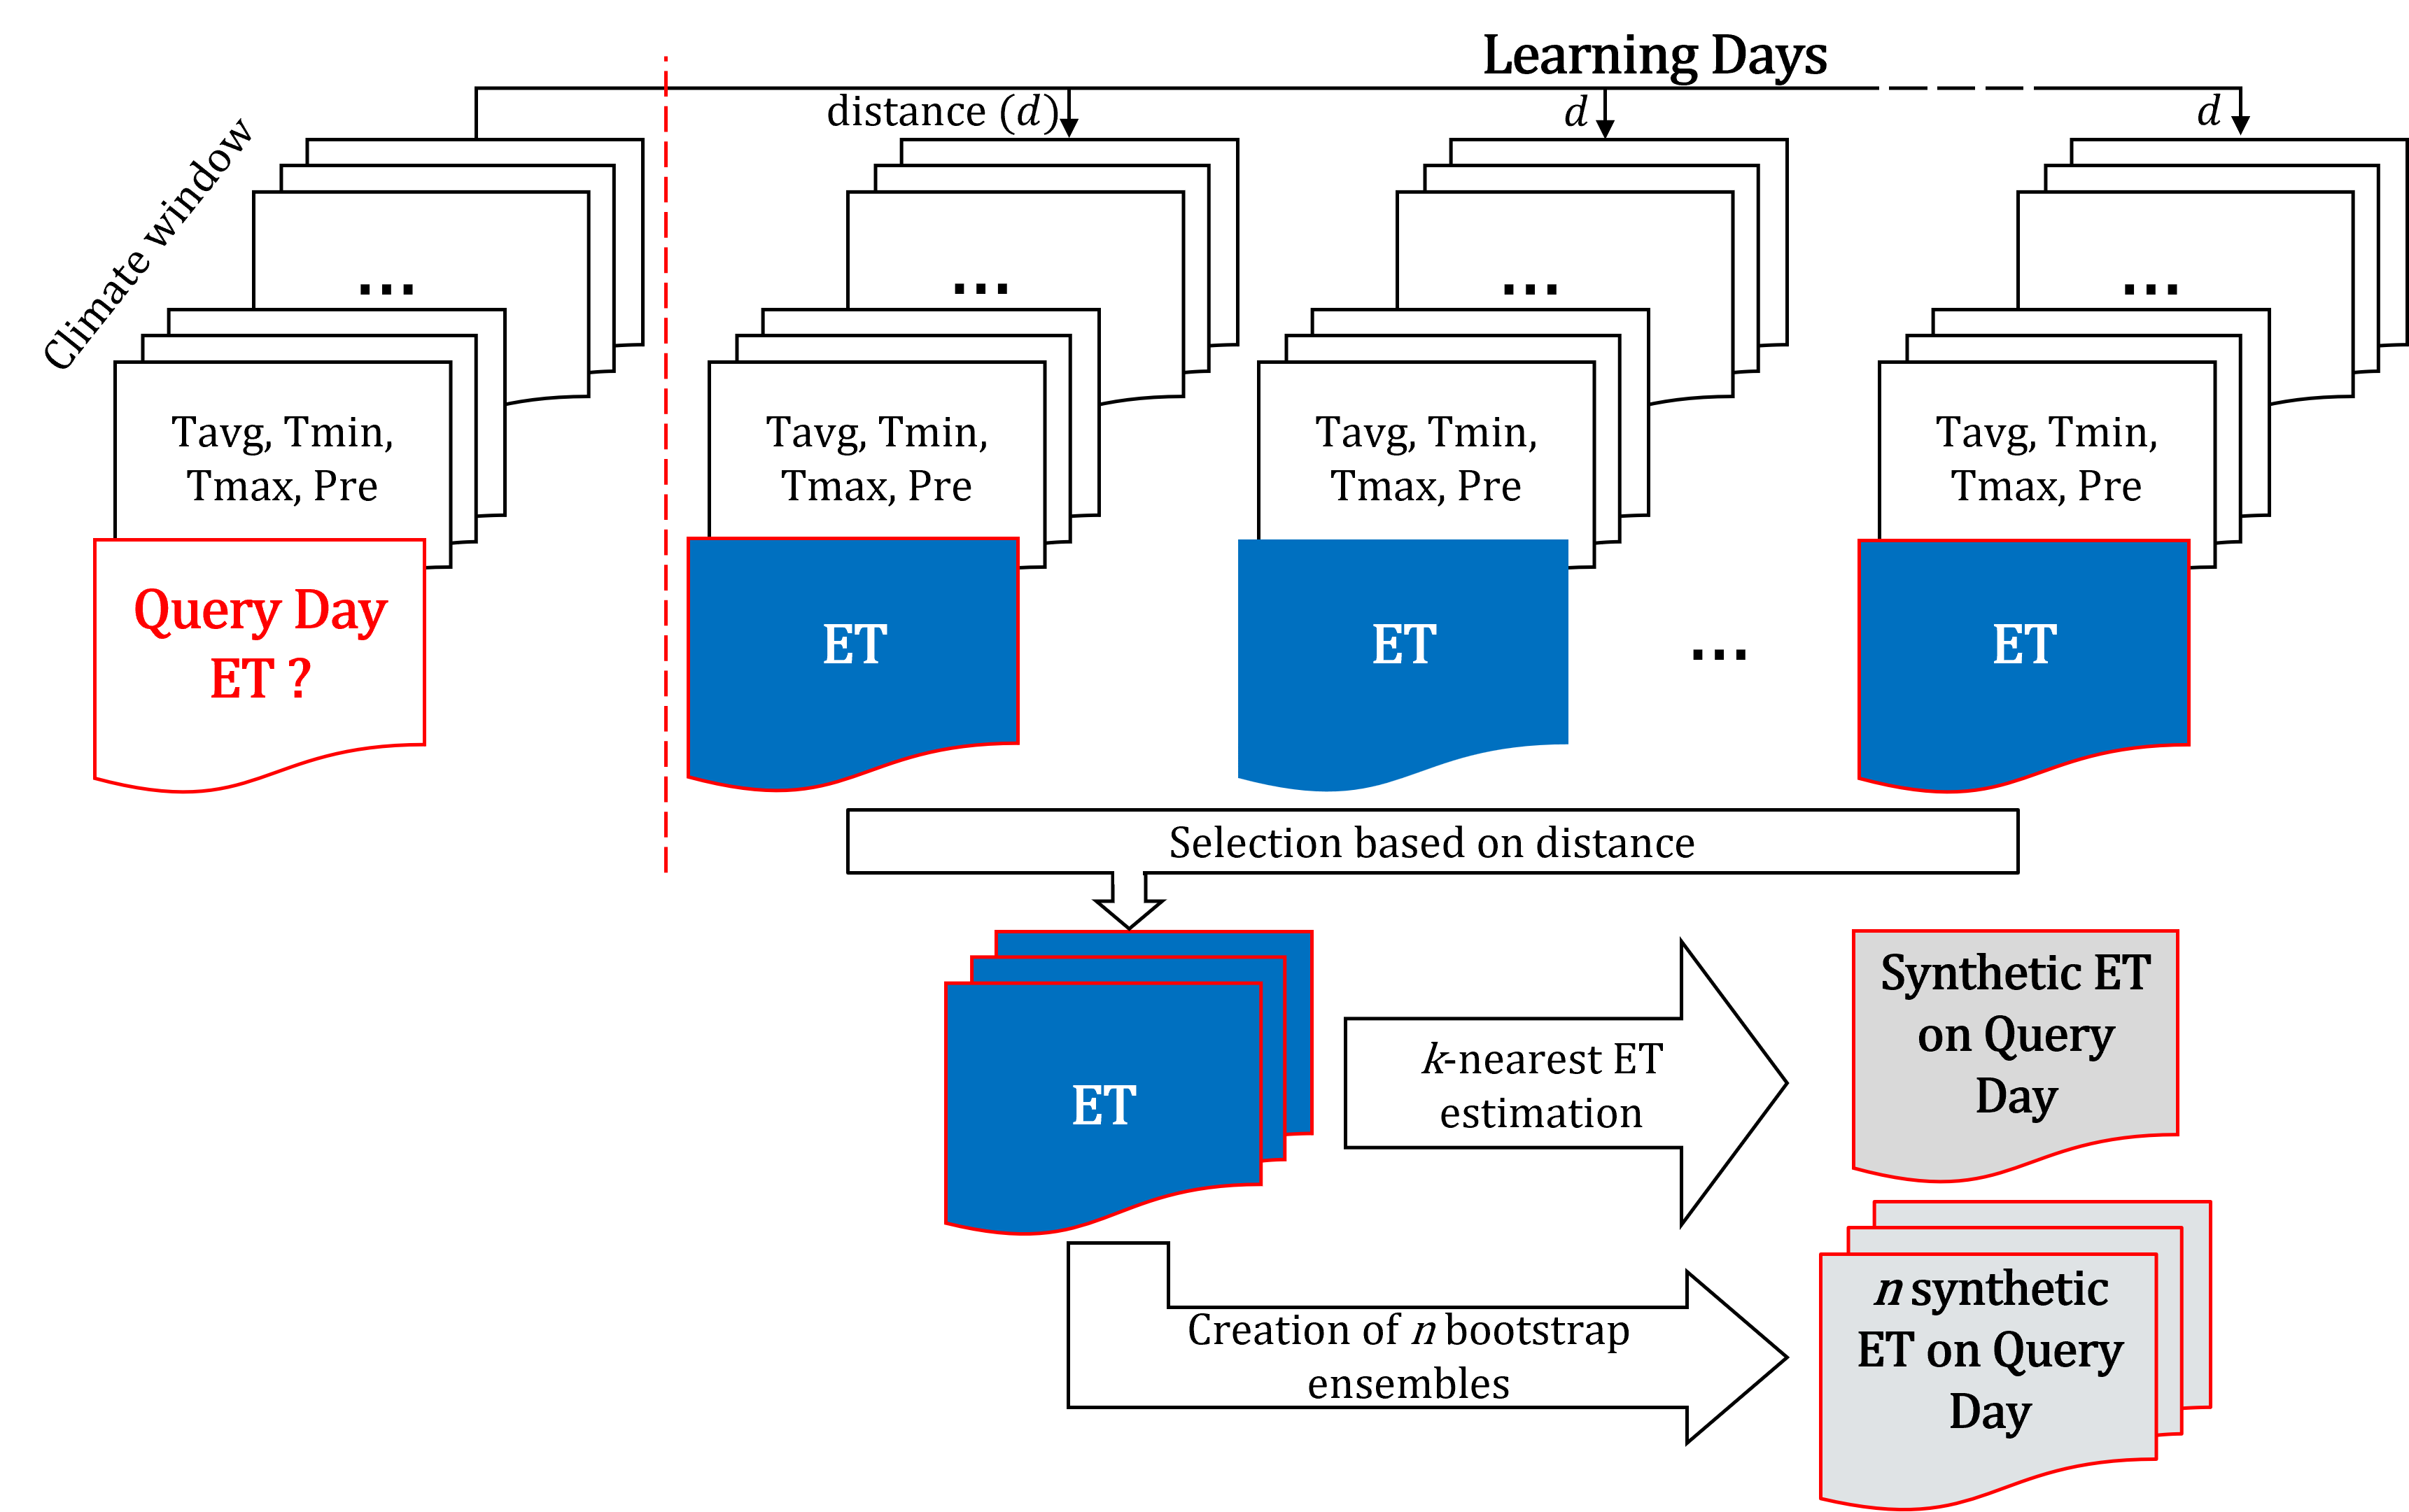 Learning Days
distance (d)
d
d
Climate window
...
...
...
...
Tavg, Tmin,
Tmax, Pre
Tavg, Tmin,
Tmax, Pre
Tavg, Tmin,
Tmax, Pre
Tavg, Tmin,
Tmax, Pre
Query Day
ET ?
ET
ET
...
ET
Selection based on distance
ET
k-nearest ET
estimation
Synthetic ET
on Query
Day
Creation of n bootstrap
ensembles
n synthetic
ET on Query
Day